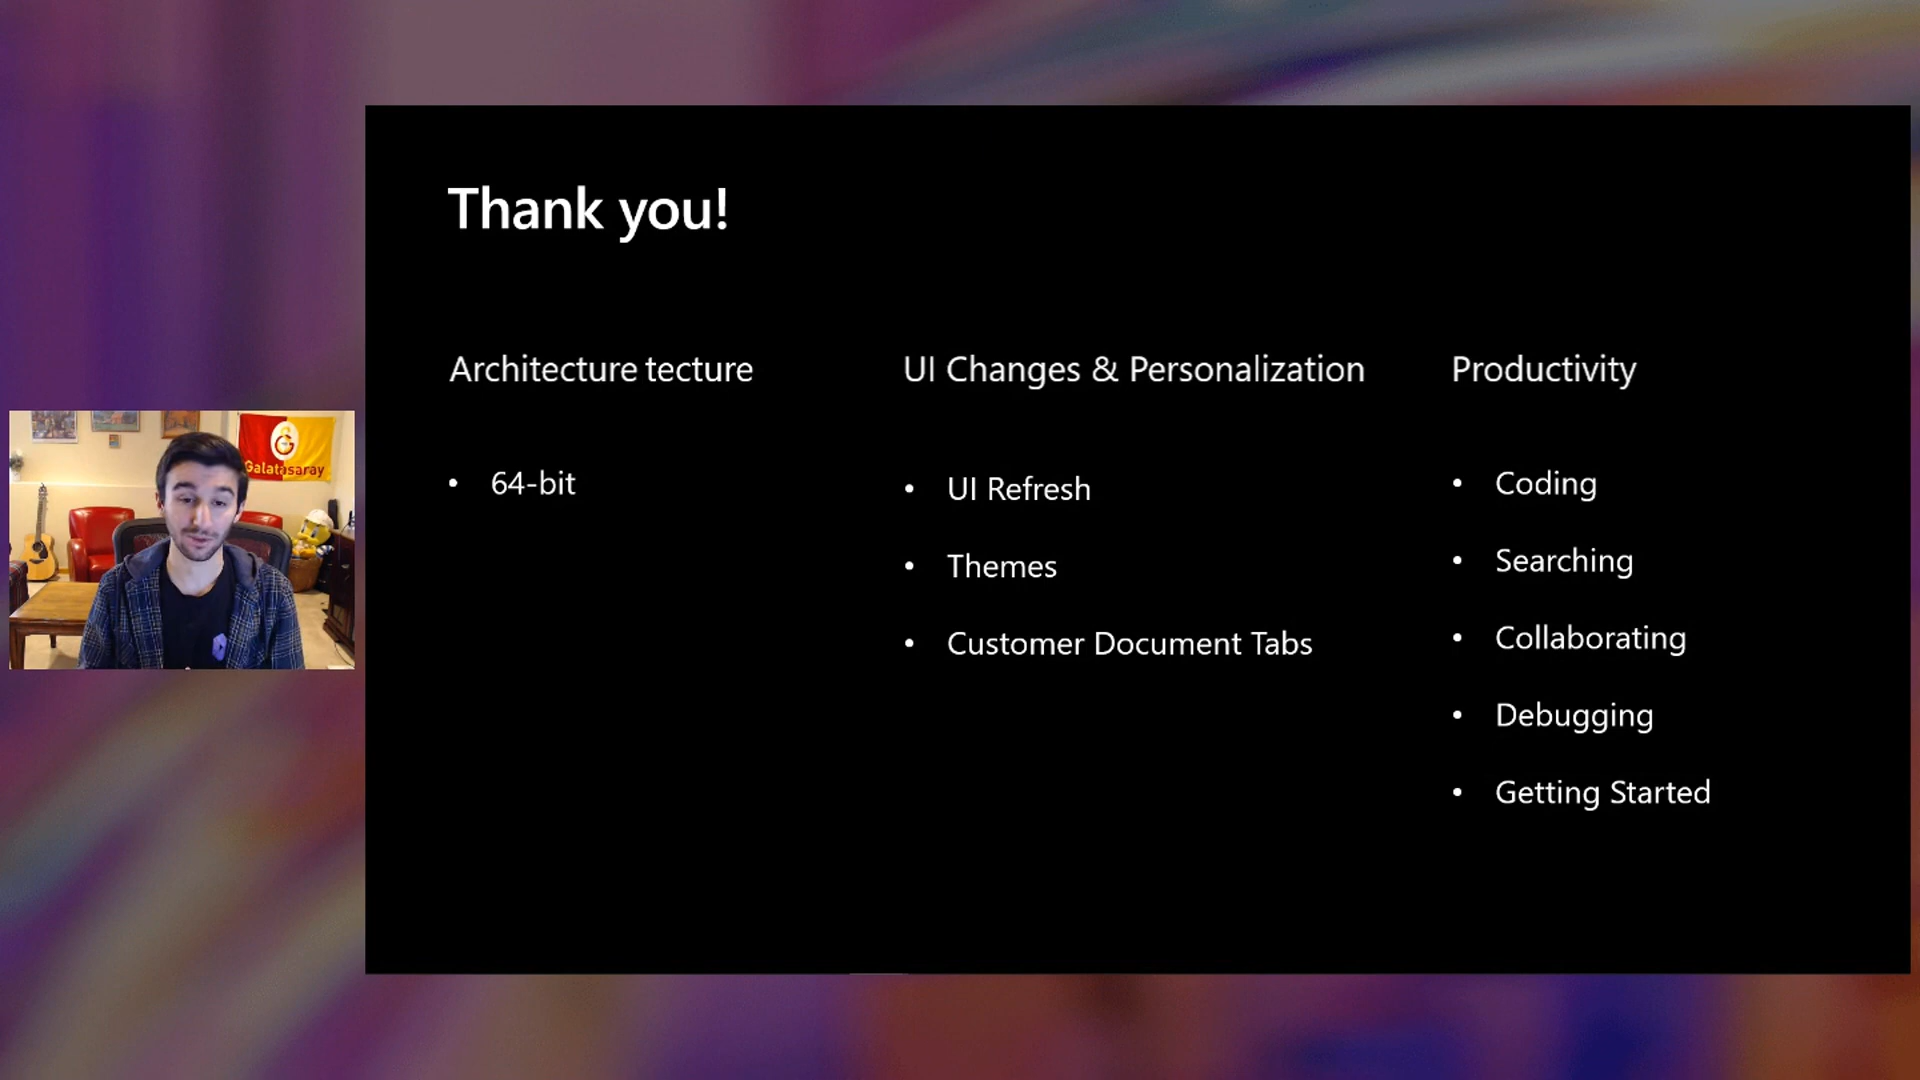 Thank you!
Architecture tecture
64-bit
UI Changes & Personalization
UI Refresh
Themes
Customer Document Tabs
Productivity
Coding
Searching
Collaborating
Debugging
Getting Started
Galatasaray